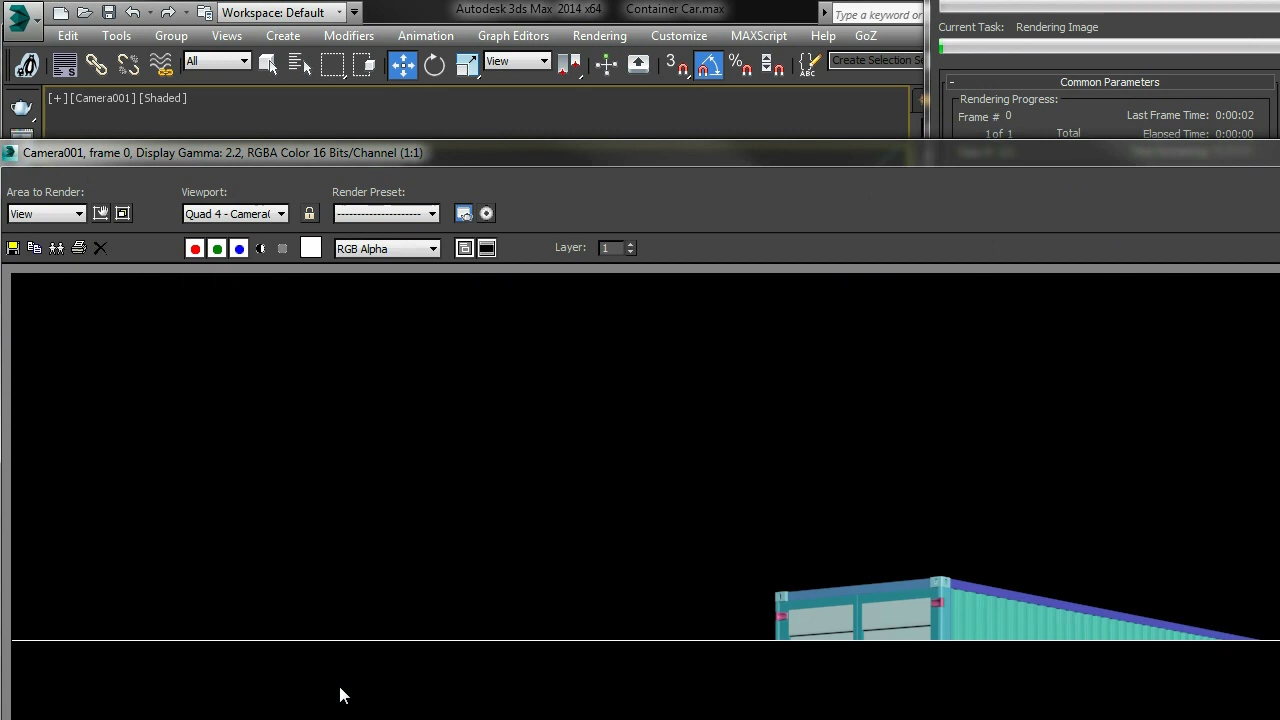 Workspace: Default
Autodesk 3ds Max 2014 x64
Container Car.max
Type a keyword or
Current Task: Rendering Image
Edit Tools Group Views Create Modifiers Animation Graph Editors Rendering Customize MAXScript Help GoZ
All
View
3
%
ABC
Create Selection Se
[+][Camera001][Shaded]
- Common Parameters
Rendering Progress:
Frame # 0
Last Frame Time: 0:00:02
1of 1 Total
Elapsed Time: 0:00:00
Camera001, frame 0, Display Gamma: 2.2, RGBA Color 16 Bits/Channel (1:1)
Area to Render:
Viewport:
Render Preset:
View
Quad 4 - Camera(
--------------------
RGB Alpha
Layer: 1